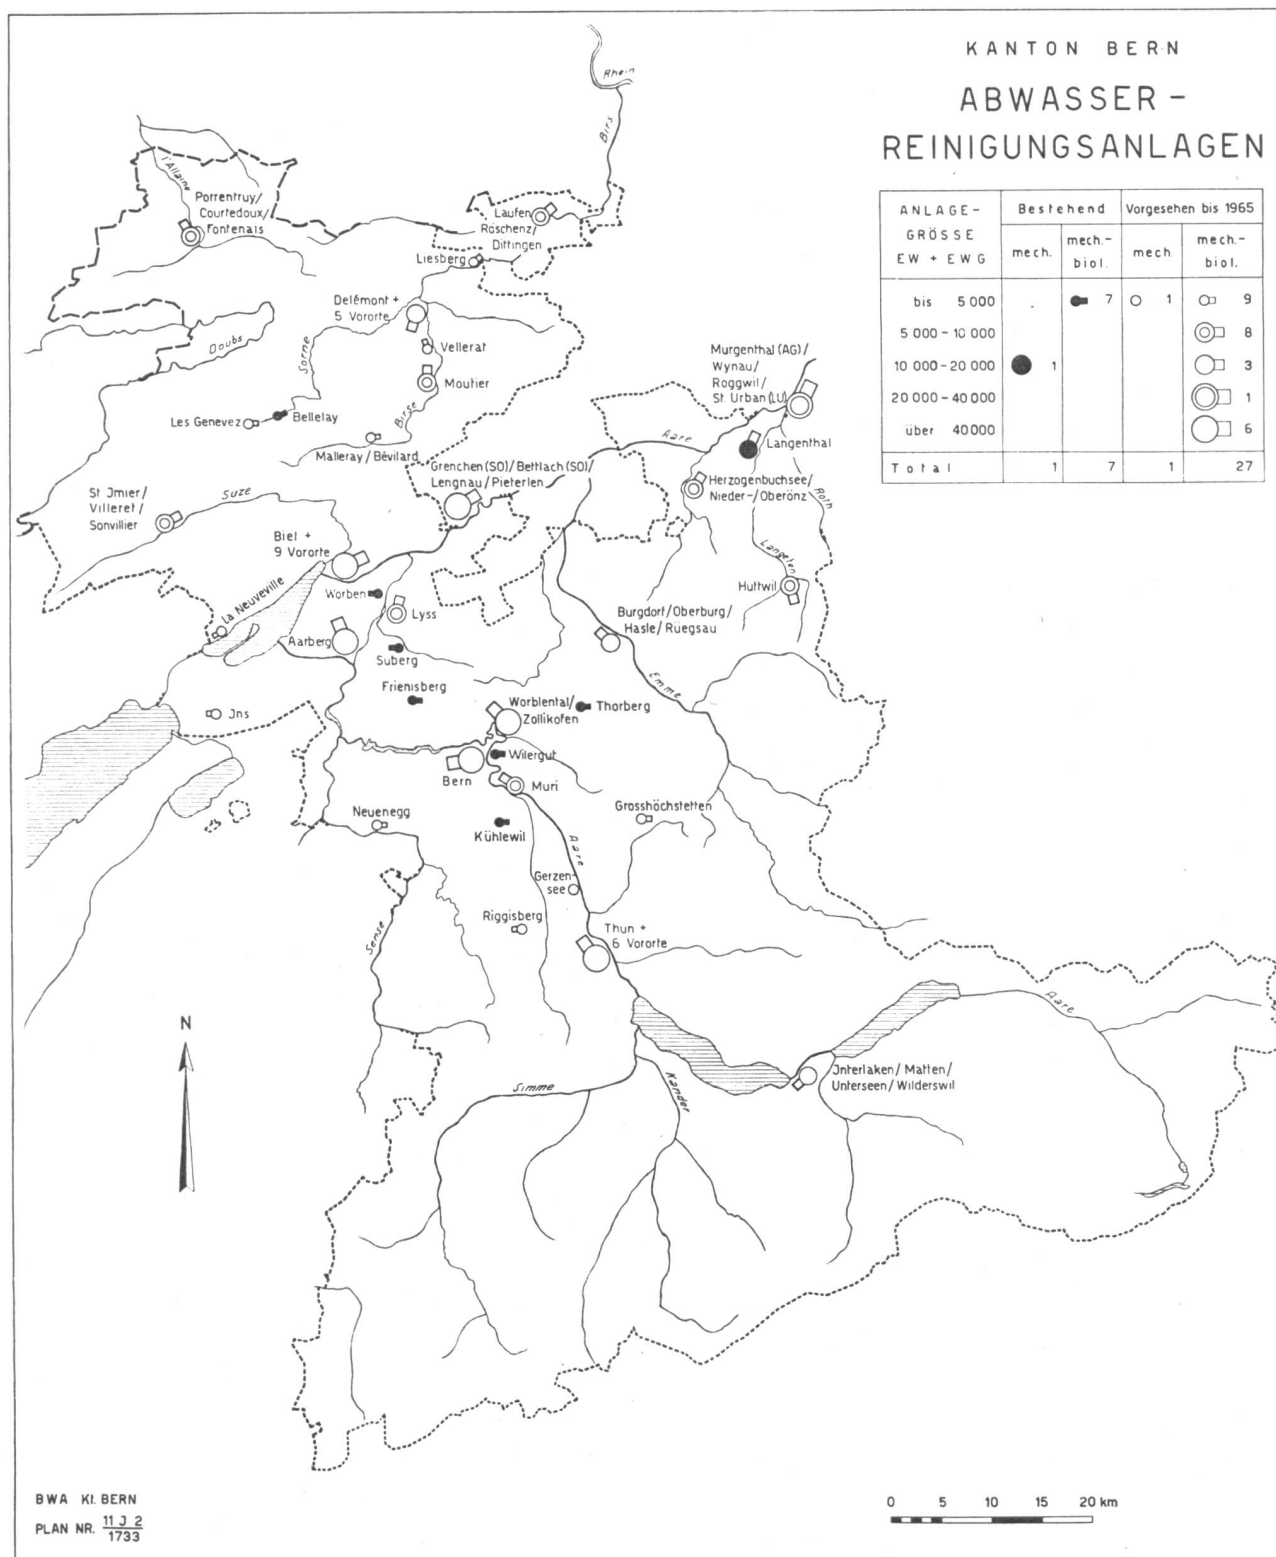 KANTON BERN
ABWASSER -
REINIGUNGSANLAGEN
ANLAGE-
GRÖSSE
EW + EWG
Bestehend
Vorgesehen bis 1965
mech.
mech.-
biol.
mech
mech.-
biol.
bis 5 000 7 1 9
5 000 - 10 000 8
10 000 - 20 000 1 3
20 000 - 40 000 1
über 40 000 6
Total 1 7 1 27
Rhein
Birs
l'Allaine
Porrentruy/
Courtedoux/
Fontenais
Laufen
Röschenz/
Dittingen
Liesberg
Delémont +
5 Vororte
Doubs
Sorne
Vellerat
Moutier
Birse
Les Genevez
Bellelay
Malleray / Bévilard
Murgenthal (AG) /
Wynau/
Roggwil/
St Urban (LU)
Aare
Langenthal
Grenchen (SO)/ Bettlach (SO)/
Lengnau / Pieterlen
Herzogenbuchsee/
Nieder-/Oberönz
Roth
St Jmier/
Villeret/
Sonvillier
Suze
Biel +
9 Vororte
Langeten
Huttwil
La Neuveville
Worben
Lyss
Burgdorf/Oberburg/
Hasle/Rüegsau
Aarberg
Suberg
Frienisberg
Emme
Worblental/
Zollikofen
Thorberg
Jns
Wilergut
Bern
Muri
Neuenegg
Kühlewil
Grosshöchstetten
Aare
Gerzen-
see
Riggisberg
Sense
Thun +
6 Vororte
N
Aare
Jnterlaken/ Matten/
Unterseen/ Wilderswil
Simme
Kander
BWA Kt. BERN
PLAN NR. 11 J 2
1733
0 5 10 15 20 km